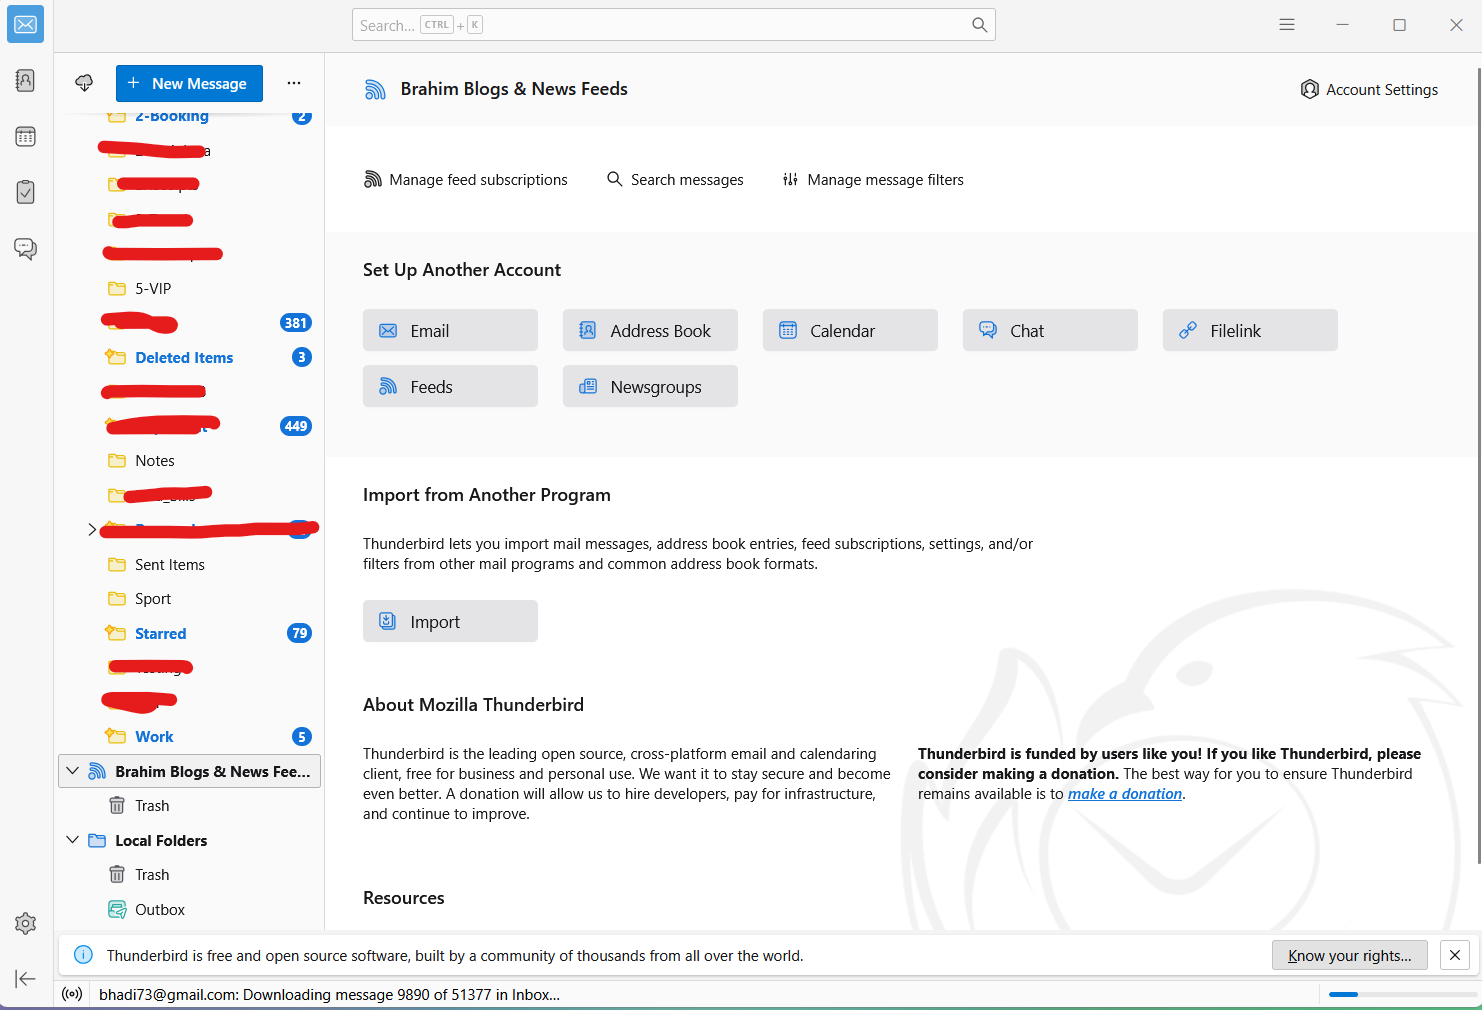 Search... CTRL + K
New Message
2-Booking 2
5-VIP
381
Deleted Items 3
449
Notes
Sent Items
Sport
Starred 79
Work 5
Brahim Blogs & News Fee...
Trash
Local Folders
Trash
Outbox
Brahim Blogs & News Feeds
Account Settings
Manage feed subscriptions Search messages Manage message filters
Set Up Another Account
Email Address Book Calendar Chat Filelink
Feeds Newsgroups
Import from Another Program
Thunderbird lets you import mail messages, address book entries, feed subscriptions, settings, and/or
filters from other mail programs and common address book formats.
Import
About Mozilla Thunderbird
Thunderbird is the leading open source, cross-platform email and calendaring
client, free for business and personal use. We want it to stay secure and become
even better. A donation will allow us to hire developers, pay for infrastructure,
and continue to improve.
Thunderbird is funded by users like you! If you like Thunderbird, please
consider making a donation. The best way for you to ensure Thunderbird
remains available is to make a donation.
Resources
Thunderbird is free and open source software, built by a community of thousands from all over the world.
Know your rights...
bhadi73@gmail.com: Downloading message 9890 of 51377 in Inbox...